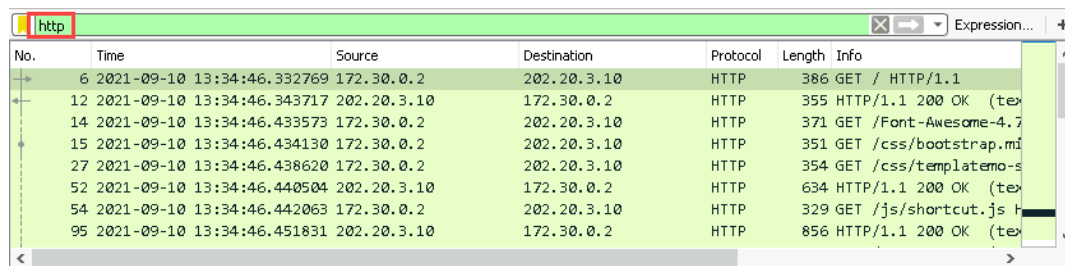 http Expression... +
No. Time Source Destination Protocol Length Info
6 2021-09-10 13:34:46.332769 172.30.0.2 202.20.3.10 HTTP 386 GET / HTTP/1.1
12 2021-09-10 13:34:46.343717 202.20.3.10 172.30.0.2 HTTP 355 HTTP/1.1 200 OK (tex
14 2021-09-10 13:34:46.433573 172.30.0.2 202.20.3.10 HTTP 371 GET /Font-Awesome-4.7
15 2021-09-10 13:34:46.434130 172.30.0.2 202.20.3.10 HTTP 351 GET /css/bootstrap.mi
27 2021-09-10 13:34:46.438620 172.30.0.2 202.20.3.10 HTTP 354 GET /css/templatemo-s
52 2021-09-10 13:34:46.440504 202.20.3.10 172.30.0.2 HTTP 634 HTTP/1.1 200 OK (tex
54 2021-09-10 13:34:46.442063 172.30.0.2 202.20.3.10 HTTP 329 GET /js/shortcut.js H
95 2021-09-10 13:34:46.451831 202.20.3.10 172.30.0.2 HTTP 856 HTTP/1.1 200 OK (tex